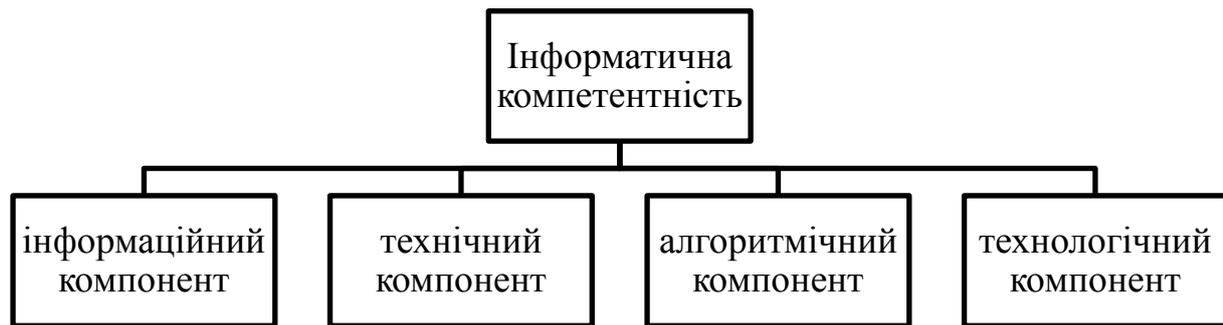 Інформатична
компетентність
інформаційний
компонент
технічний
компонент
алгоритмічний
компонент
технологічний
компонент